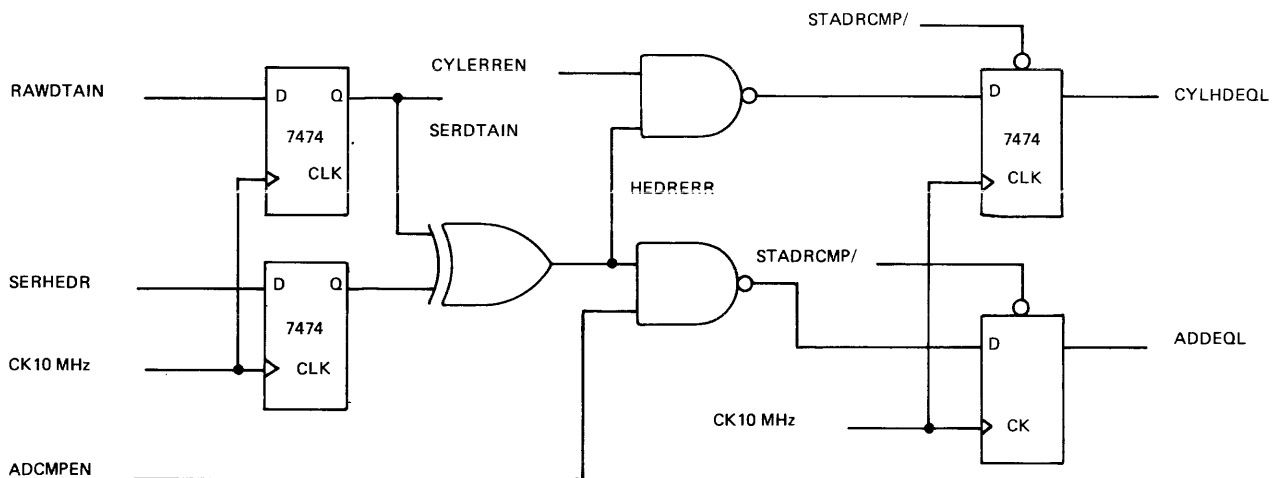 STADRCMP/
RAWDTAIN
D Q
7474
CLK
CYLERREN
SERDTAIN
D
7474
CLK
CYLHDEQL
HEDRERR
SERHEDR
D Q
7474
CLK
CK10 MHz
STADRCMP/
D
CK
ADDEQL
CK10 MHz
ADCMPEN